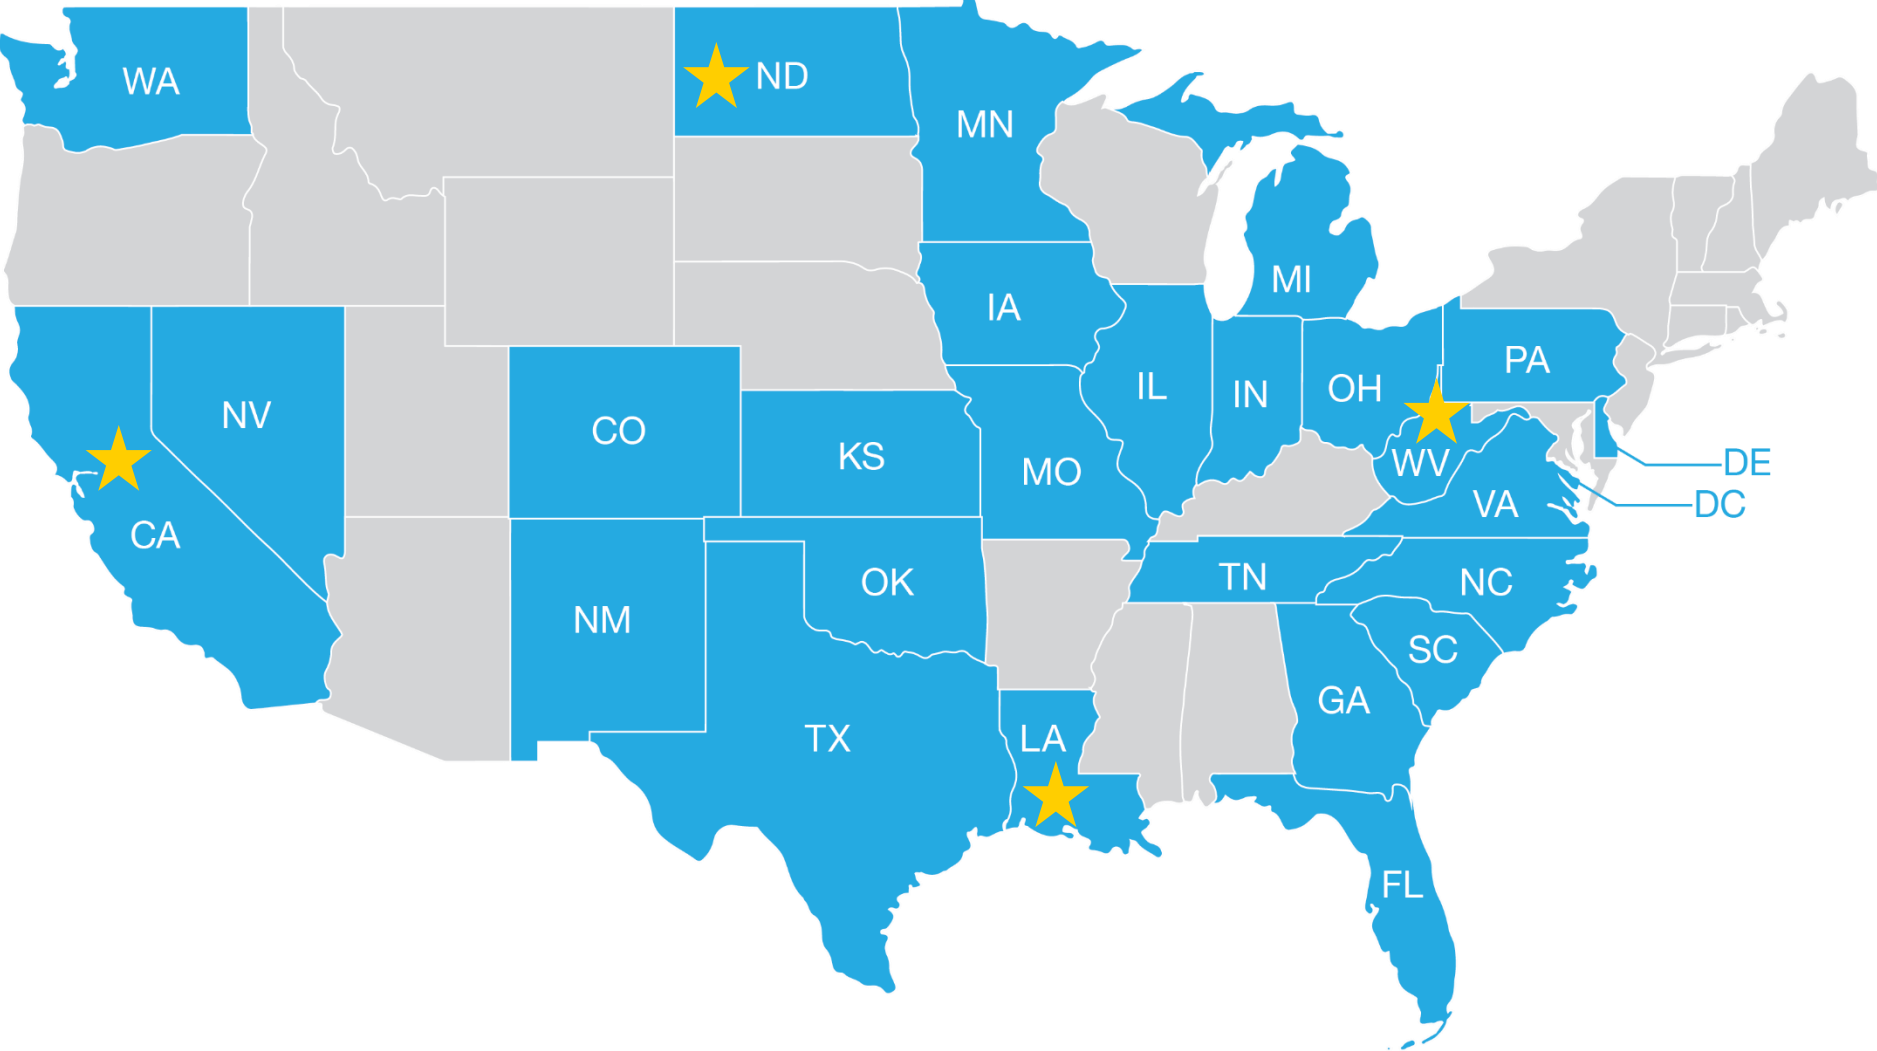 WA
ND
MN
MI
IA
PA
IL
IN
OH
NV
CO
KS
MO
WV
DE
VA
DC
CA
OK
TN
NC
NM
SC
GA
TX
LA
FL